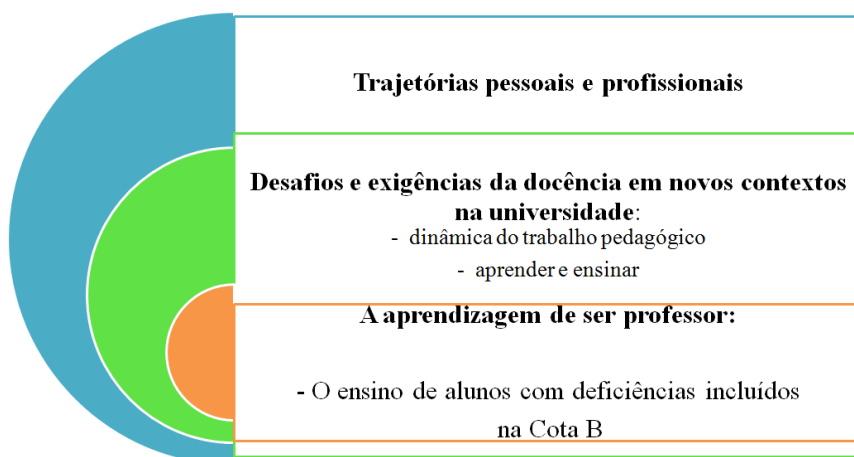 Trajetórias pessoais e profissionais
Desafios e exigências da docência em novos contextos
na universidade:
- dinâmica do trabalho pedagógico
- aprender e ensinar
A aprendizagem de ser professor:
- O ensino de alunos com deficiências incluídos
na Cota B